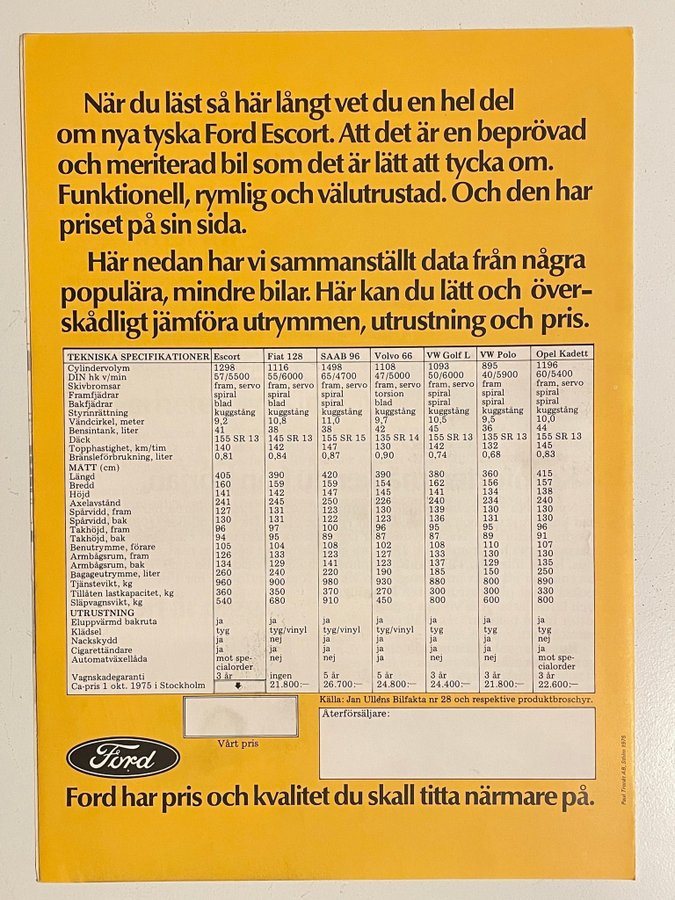 När du läst så här långt vet du en hel del
om nya tyska Ford Escort. Att det är en beprövad
och meriterad bil som det är lätt att tycka om.
Funktionell, rymlig och välutrustad. Och den har
priset på sin sida.
Här nedan har vi sammanställt data från några
populära, mindre bilar. Här kan du lätt och över-
skådligt jämföra utrymmen, utrustning och pris.
TEKNISKA SPECIFIKATIONER Escort Fiat 128 SAAB 96 Volvo 66 VW Golf L VW Polo Opel Kadett
Cylindervolym 1298 1116 1498 1108 1093 895 1196
DIN hk v/min 57/5500 55/6000 65/4700 47/5000 50/6000 40/5900 60/5400
Skivbromsar fram, servo fram, servo fram, servo fram, servo fram, servo fram fram, servo
Framfjädrar spiral spiral spiral torsion spiral spiral spiral
Bakfjädrar blad blad spiral blad spiral spiral spiral
Styrinrättning kuggstång kuggstång kuggstång kuggstång kuggstång kuggstång kuggstång
Vändcirkel, meter 9,2 10,8 11,0 9,7 10,5 9,5 10,0
Bensintank, liter 41 38 38 42 45 36 44
Däck 155 SR 13 145 SR 13 155 SR 15 135 SR 14 155 SR 13 135 SR 13 155 SR 13
Topphastighet, km/tim 140 142 147 130 142 132 145
Bränsleförbrukning, liter 0,81 0,84 0,87 0,90 0,74 0,68 0,83
MÅTT (cm)
Längd 405 390 420 390 380 360 415
Bredd 160 159 159 154 162 156 157
Höjd 141 142 147 145 141 134 138
Axelavstånd 241 245 250 226 240 234 240
Spårvidd, fram 127 131 123 130 139 130 130
Spårvidd, bak 130 131 122 123 136 131 130
Takhöjd, fram 96 97 100 96 95 95 96
Takhöjd, bak 94 95 89 87 87 89 91
Benutrymme, förare 105 104 108 102 108 110 107
Armbågsrum, fram 126 133 123 127 133 130 130
Armbågsrum, bak 134 129 141 123 137 129 135
Bagageutrymme, liter 260 240 220 190 185 150 250
Tjänstevikt, kg 960 900 980 930 880 800 890
Tillåten lastkapacitet, kg 360 350 370 270 300 300 330
Släpvagnsvikt, kg 540 680 910 450 800 600 800
UTRUSTNING
Eluppvärmd bakruta ja ja ja ja ja ja ja
Klädsel tyg tyg/vinyl tyg/vinyl tyg/vinyl tyg tyg tyg
Nackskydd ja ja ja ja ja ja nej
Cigarettändare ja ja ja ja ja ja ja
Automatväxellåda mot spe- nej nej ja nej nej mot spe-
cialorder cialorder
Vagnskadegaranti 3 år ingen 5 år 5 år 3 år 3 år 3 år
Ca-pris 1 okt. 1975 i Stockholm 21.800:— 26.700:— 24.800:— 24.400:— 21.800:— 22.600:—
Källa: Jan Ulléns Bilfakta nr 28 och respektive produktbroschyr.
Återförsäljare:
Vårt pris
Ford
Ford har pris och kvalitet du skall titta närmare på.